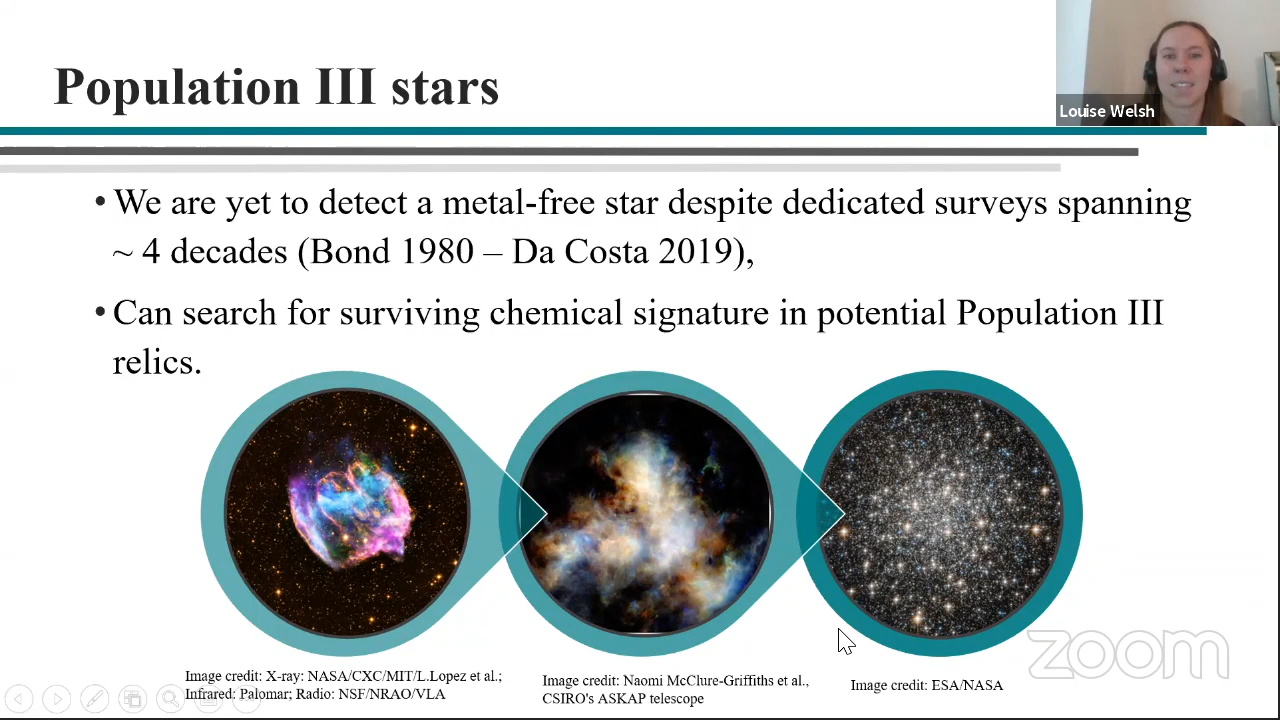 Population III stars
Louise Welsh
• We are yet to detect a metal-free star despite dedicated surveys spanning
~ 4 decades (Bond 1980 – Da Costa 2019),
• Can search for surviving chemical signature in potential Population III
relics.
Image credit: X-ray: NASA/CXC/MIT/L.Lopez et al.;
Infrared: Palomar; Radio: NSF/NRAO/VLA
Image credit: Naomi McClure-Griffiths et al.,
CSIRO's ASKAP telescope
Image credit: ESA/NASA
zoom